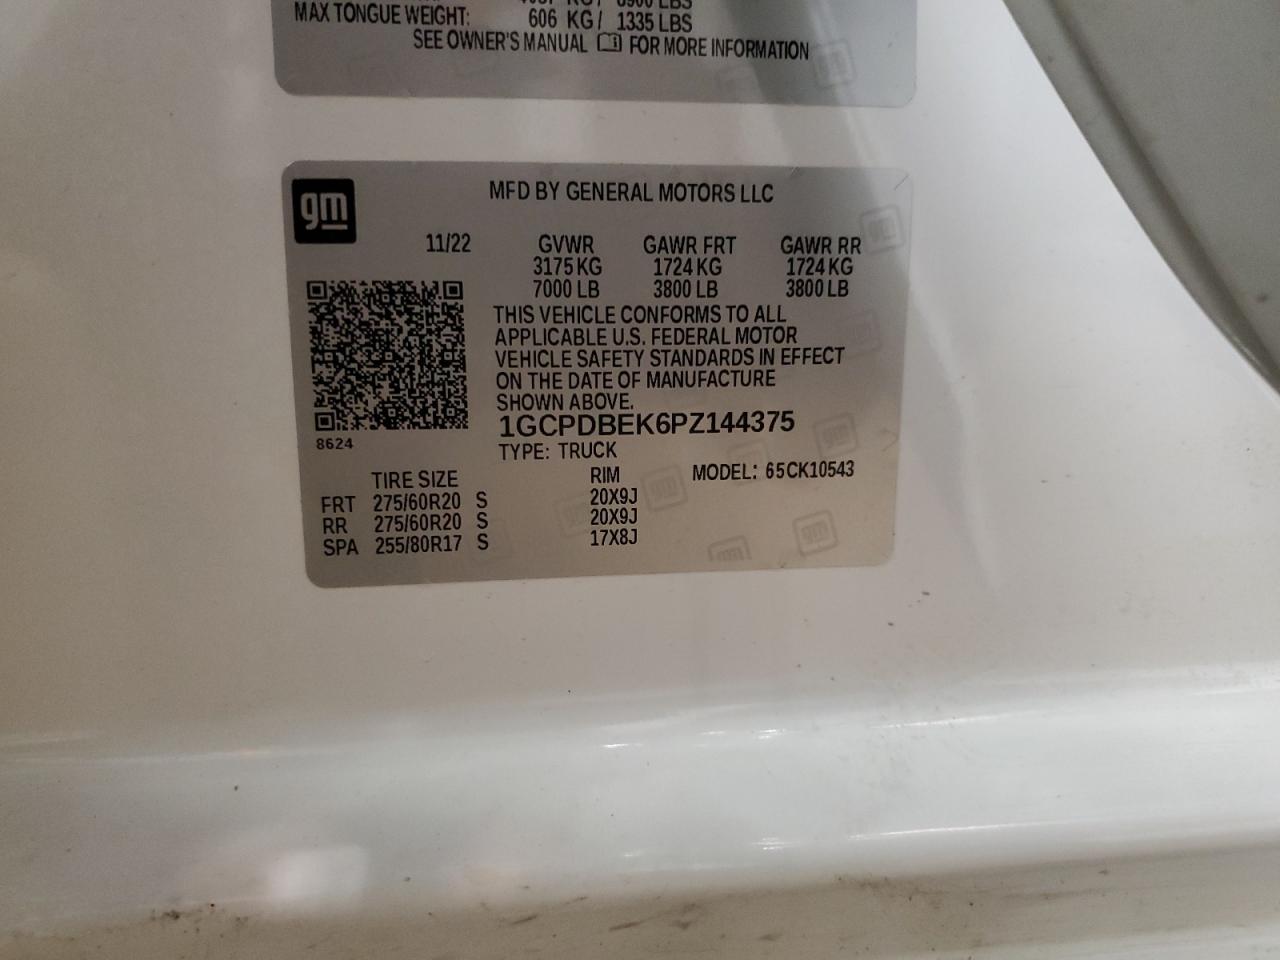 MAX TONGUE WEIGHT: 606 KG/ 1335 LBS
SEE OWNER'S MANUAL FOR MORE INFORMATION
gm
MFD BY GENERAL MOTORS LLC
11/22 GVWR GAWR FRT GAWR RR
3175 KG 1724 KG 1724 KG
7000 LB 3800 LB 3800 LB
THIS VEHICLE CONFORMS TO ALL
APPLICABLE U.S. FEDERAL MOTOR
VEHICLE SAFETY STANDARDS IN EFFECT
ON THE DATE OF MANUFACTURE
SHOWN ABOVE.
1GCPDBEK6PZ144375
8624
TYPE: TRUCK
TIRE SIZE RIM MODEL: 65CK10543
FRT 275/60R20 S 20X9J
RR 275/60R20 S 20X9J
SPA 255/80R17 S 17X8J